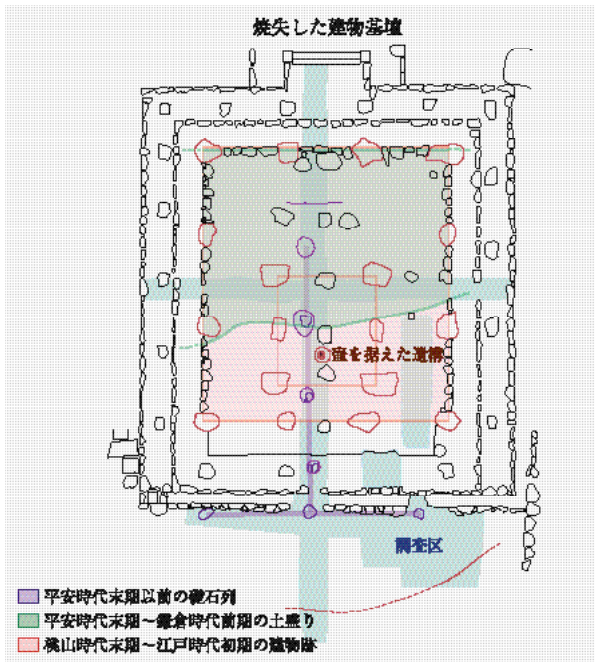 焼失した建物基壇
壺を据えた遺構
調査区
平安時代末期以前の礎石列
平安時代末期～鎌倉時代前期の土盛り
桃山時代末期～江戸時代初期の建物跡